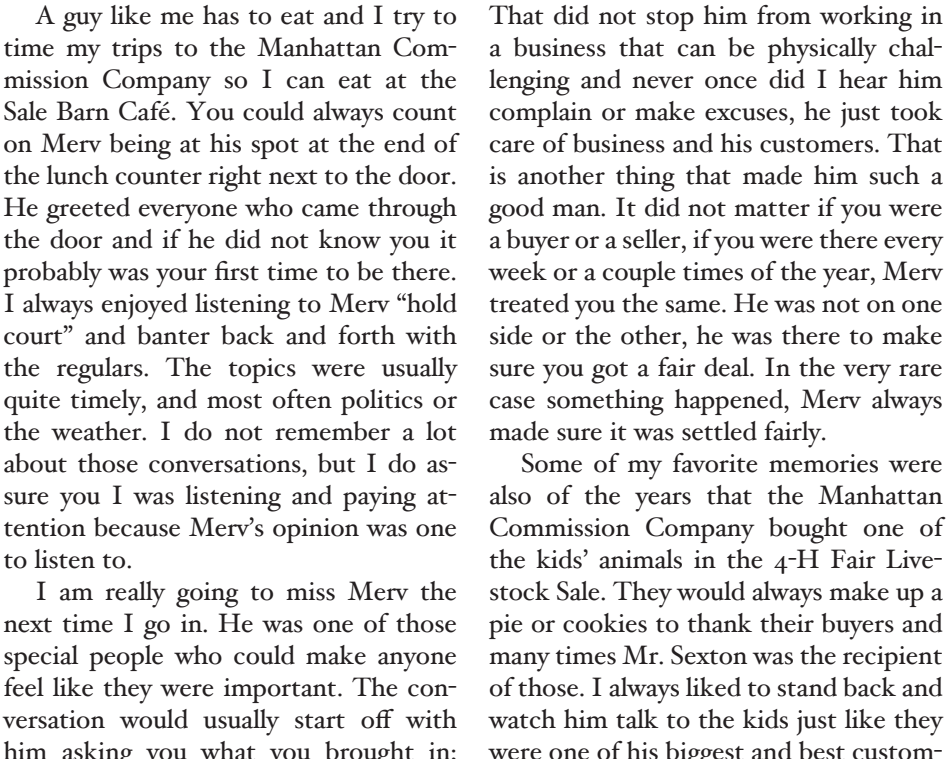 A guy like me has to eat and I try to
time my trips to the Manhattan Com-
mission Company so I can eat at the
Sale Barn Café. You could always count
on Merv being at his spot at the end of
the lunch counter right next to the door.
He greeted everyone who came through
the door and if he did not know you it
probably was your first time to be there.
I always enjoyed listening to Merv “hold
court” and banter back and forth with
the regulars. The topics were usually
quite timely, and most often politics or
the weather. I do not remember a lot
about those conversations, but I do as-
sure you I was listening and paying at-
tention because Merv’s opinion was one
to listen to.
I am really going to miss Merv the
next time I go in. He was one of those
special people who could make anyone
feel like they were important. The con-
versation would usually start off with
him asking you what you brought in;
That did not stop him from working in
a business that can be physically chal-
lenging and never once did I hear him
complain or make excuses, he just took
care of business and his customers. That
is another thing that made him such a
good man. It did not matter if you were
a buyer or a seller, if you were there every
week or a couple times of the year, Merv
treated you the same. He was not on one
side or the other, he was there to make
sure you got a fair deal. In the very rare
case something happened, Merv always
made sure it was settled fairly.
Some of my favorite memories were
also of the years that the Manhattan
Commission Company bought one of
the kids’ animals in the 4-H Fair Live-
stock Sale. They would always make up a
pie or cookies to thank their buyers and
many times Mr. Sexton was the recipient
of those. I always liked to stand back and
watch him talk to the kids just like they
were one of his biggest and best custom-